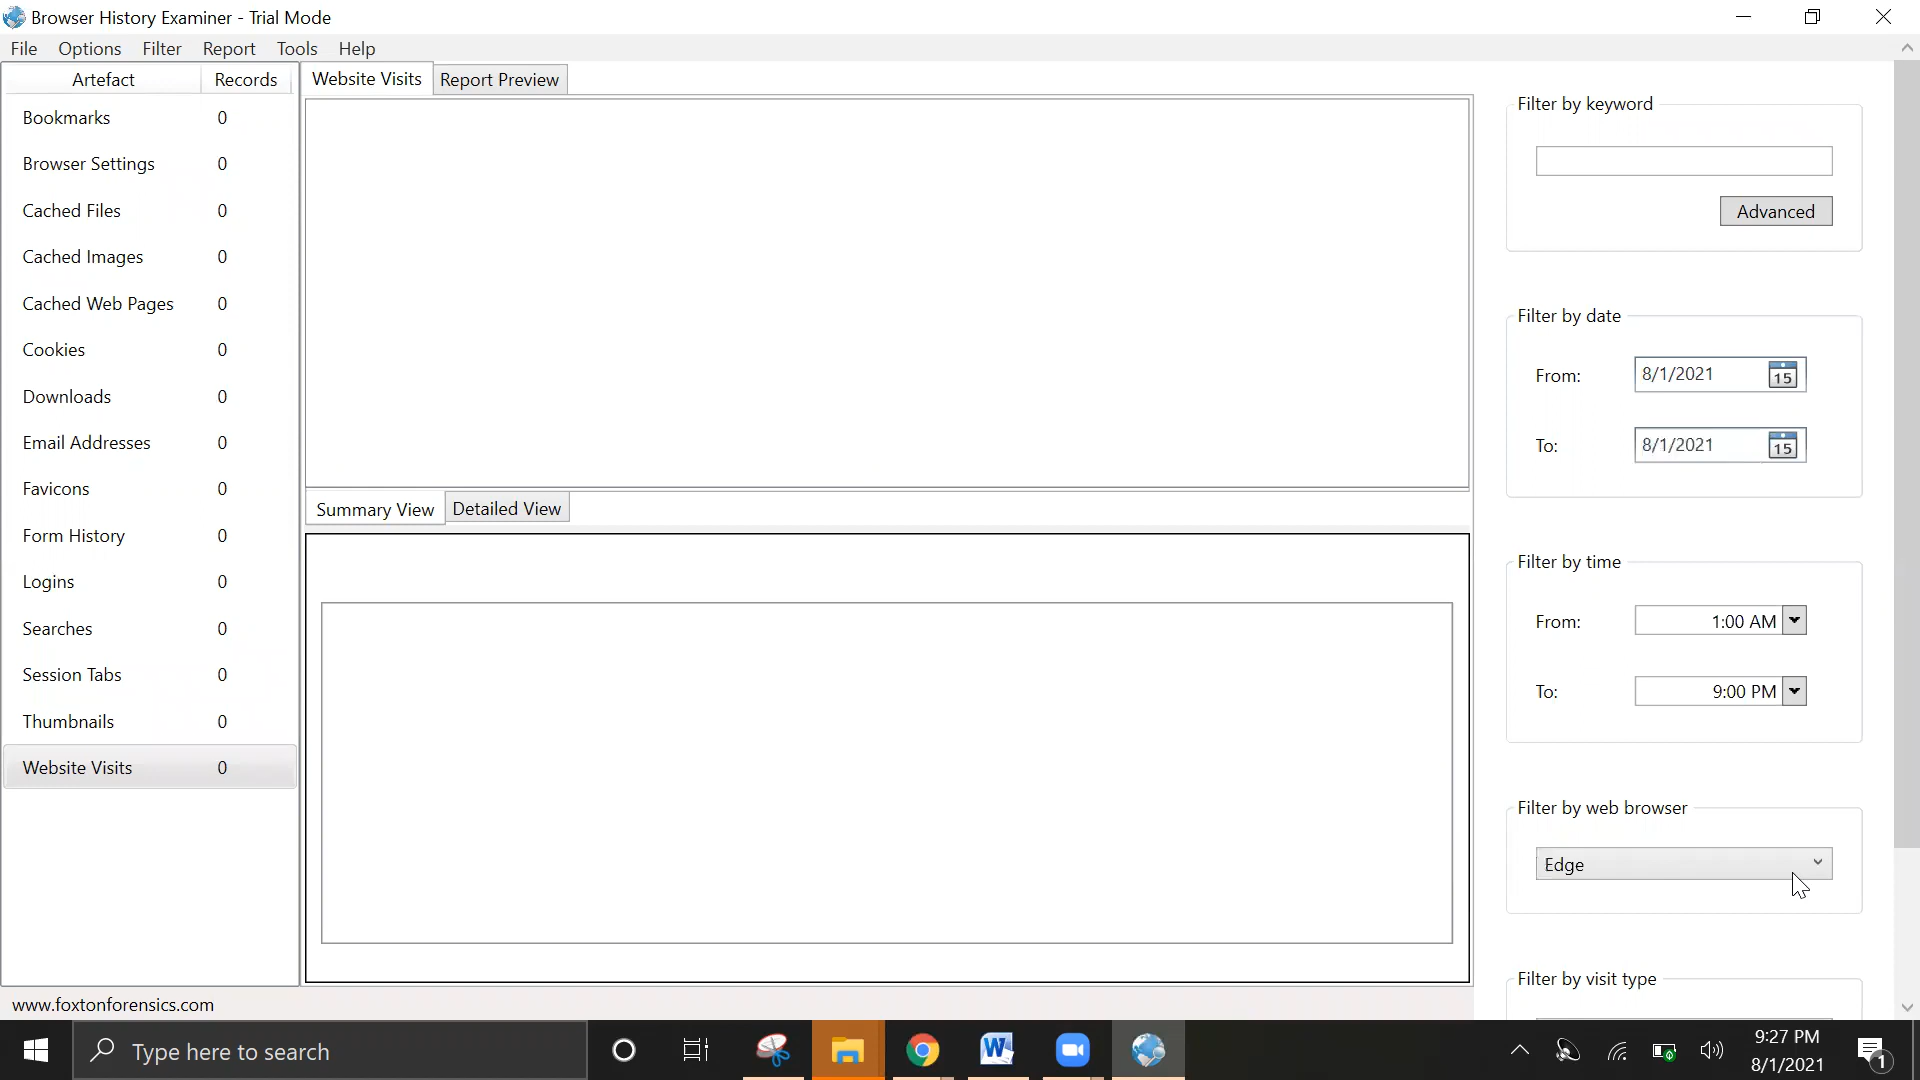 Browser History Examiner - Trial Mode
File Options Filter Report Tools Help
Artefact Records
Bookmarks 0
Browser Settings 0
Cached Files 0
Cached Images 0
Cached Web Pages 0
Cookies 0
Downloads 0
Email Addresses 0
Favicons 0
Form History 0
Logins 0
Searches 0
Session Tabs 0
Thumbnails 0
Website Visits 0
Website Visits Report Preview
Summary View Detailed View
Filter by keyword
Advanced
Filter by date
From: 8/1/2021 15
To: 8/1/2021 15
Filter by time
From: 1:00 AM
To: 9:00 PM
Filter by web browser
Edge
Filter by visit type
www.foxtonforensics.com
Type here to search
W
9:27 PM
8/1/2021
1